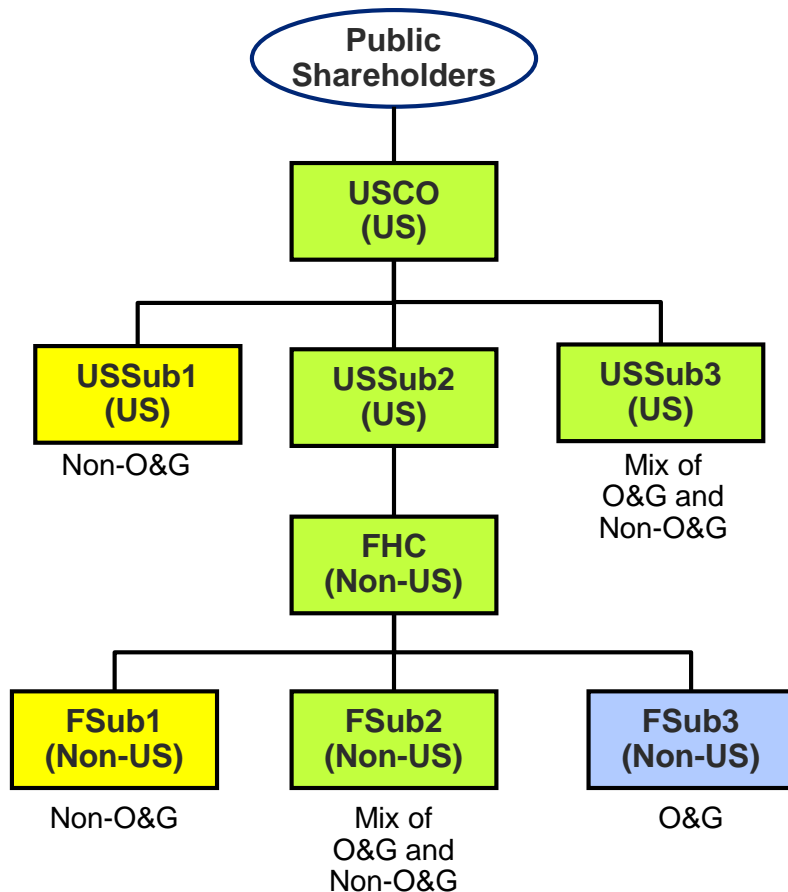 Public
Shareholders
USCO
(US)
USSub1
(US)
Non-O&G
USSub2
(US)
USSub3
(US)
Mix of
O&G and
Non-O&G
FHC
(Non-US)
FSub1
(Non-US)
Non-O&G
FSub2
(Non-US)
Mix of
O&G and
Non-O&G
FSub3
(Non-US)
O&G